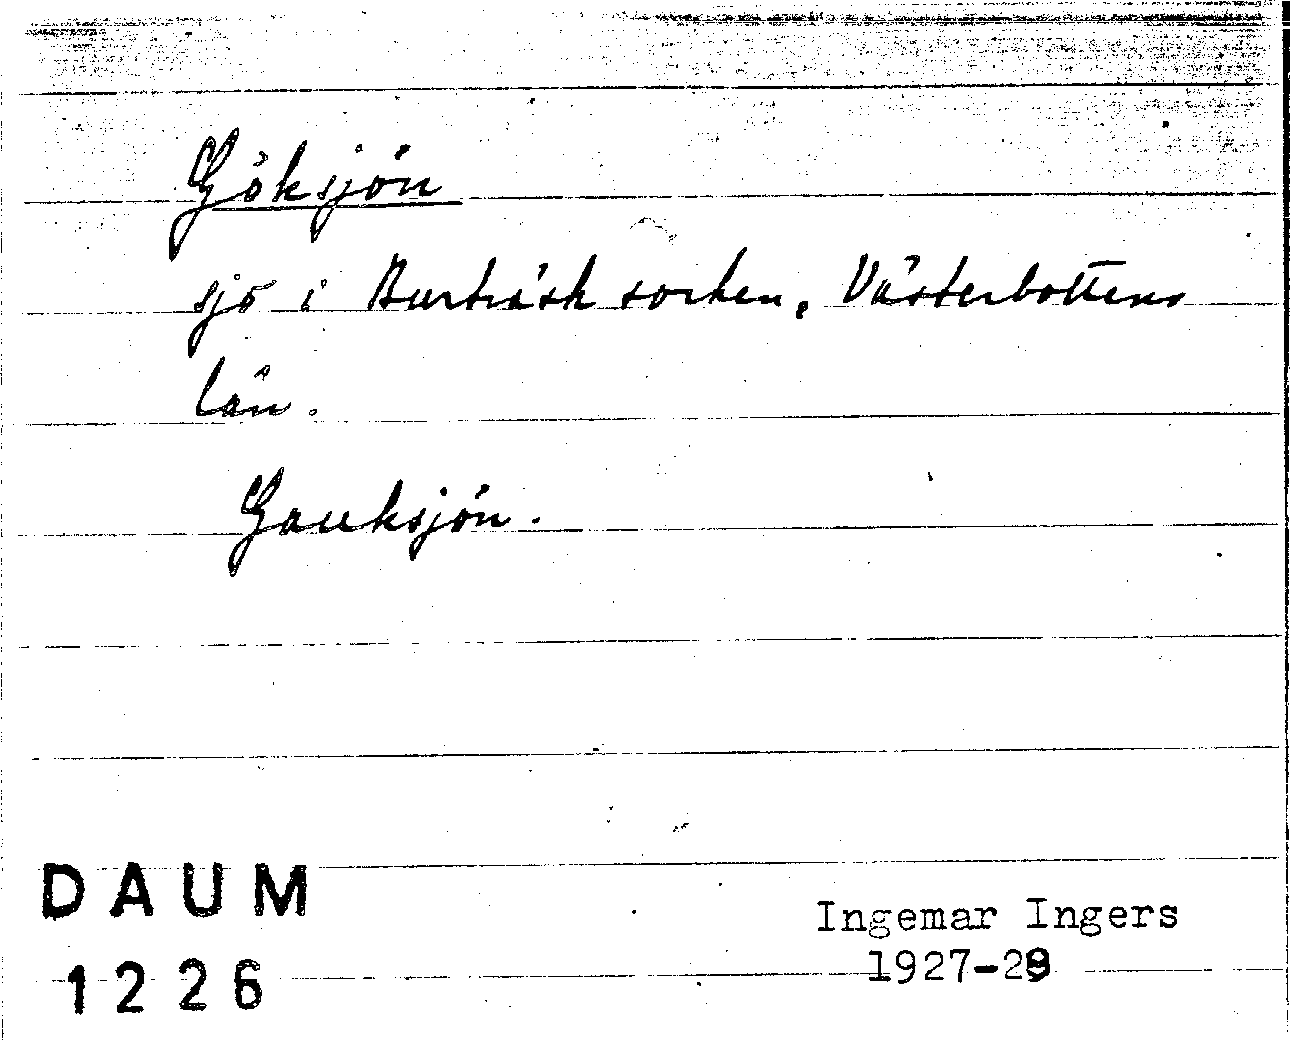 Göksjön
sjö i Burträsk socken, Västerbottens
län.
Gauksjön.
DAUM
1226
Ingemar Ingers
1927-29